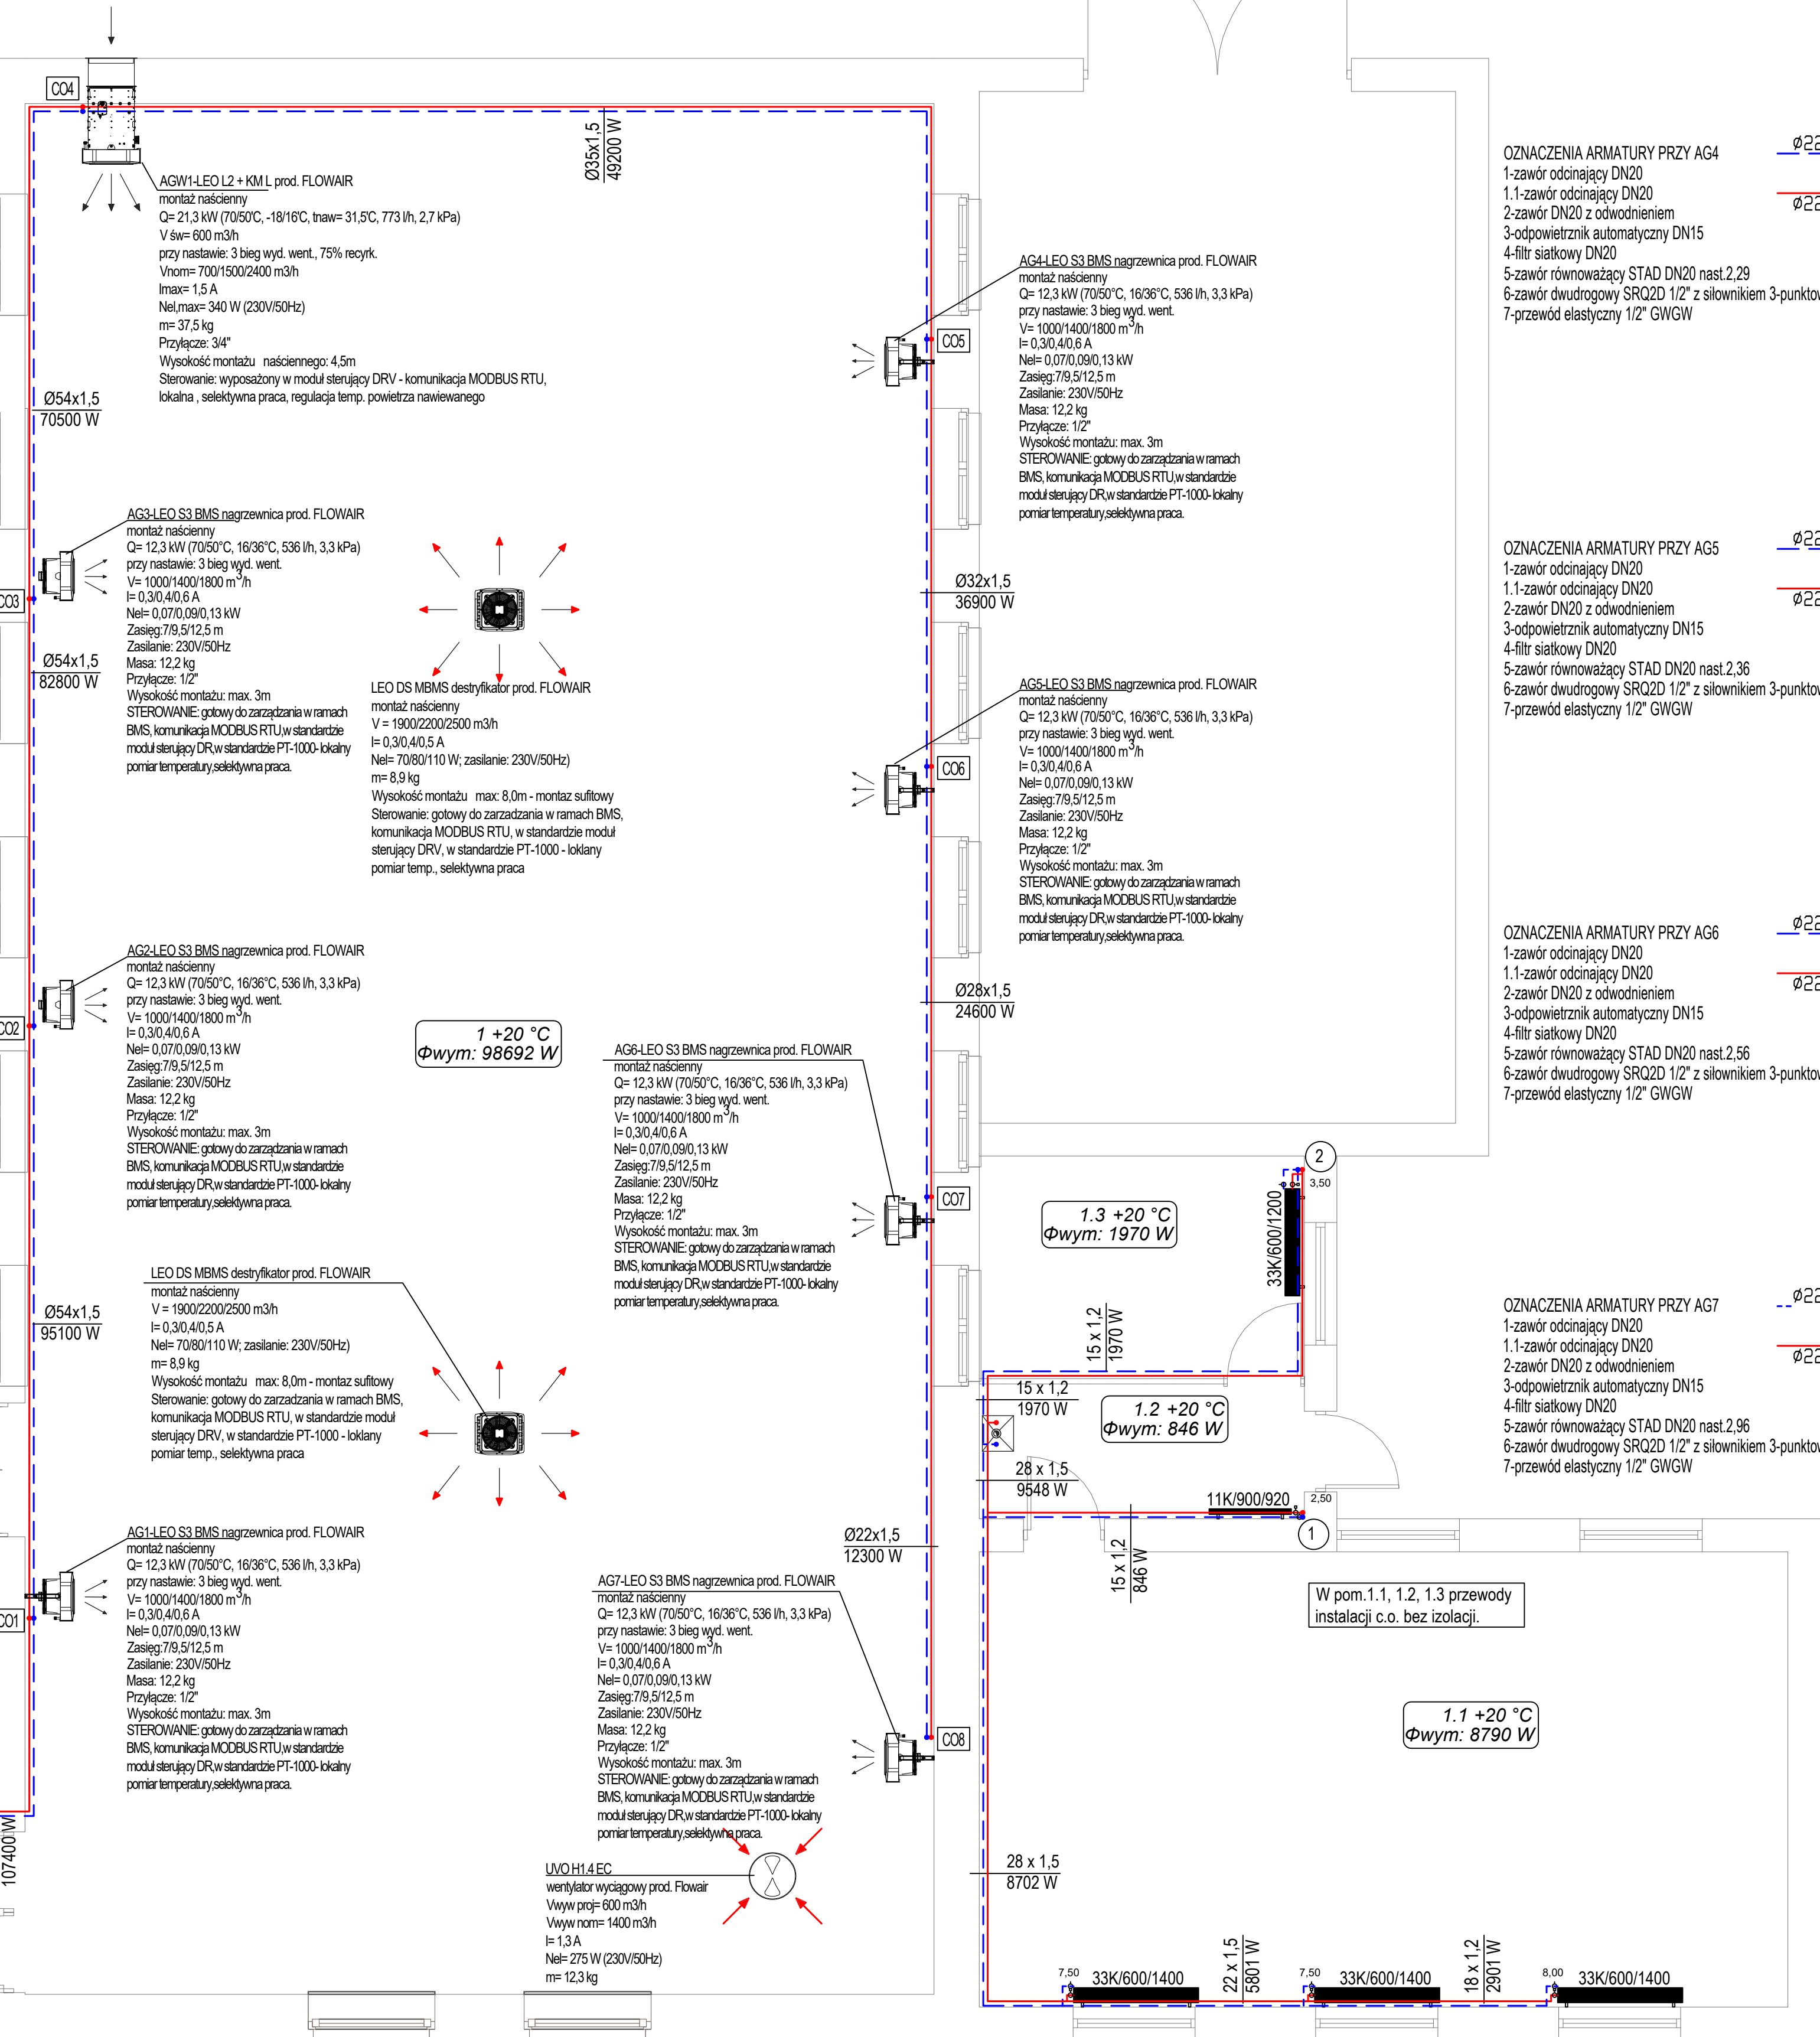 CO4
Ø35x1,5
49200 W
AGW1-LEO L2 + KM L prod. FLOWAIR
montaż naścienny
Q= 21,3 kW (70/50'C, -18/16'C, tnaw= 31,5'C, 773 l/h, 2,7 kPa)
V św= 600 m3/h
przy nastawie: 3 bieg wyd. went., 75% recyrk.
Vnom= 700/1500/2400 m3/h
Imax= 1,5 A
Nel,max= 340 W (230V/50Hz)
m= 37,5 kg
Przyłącze: 3/4"
Wysokość montażu naściennego: 4,5m
Sterowanie: wyposażony w moduł sterujący DRV - komunikacja MODBUS RTU,
lokalna , selektywna praca, regulacja temp. powietrza nawiewanego
Ø54x1,5
70500 W
AG3-LEO S3 BMS nagrzewnica prod. FLOWAIR
montaż naścienny
Q= 12,3 kW (70/50°C, 16/36°C, 536 l/h, 3,3 kPa)
przy nastawie: 3 bieg wyd. went.
V= 1000/1400/1800 m³/h
I= 0,3/0,4/0,6 A
Nel= 0,07/0,09/0,13 kW
Zasięg:7/9,5/12,5 m
Zasilanie: 230V/50Hz
Masa: 12,2 kg
Przyłącze: 1/2"
Wysokość montażu: max. 3m
STEROWANIE: gotowy do zarządzania w ramach
BMS, komunikacja MODBUS RTU,w standardzie
moduł sterujący DR,w standardzie PT-1000- lokalny
pomiar temperatury,selektywna praca.
CO3
Ø54x1,5
82800 W
LEO DS MBMS destryfikator prod. FLOWAIR
montaż naścienny
V = 1900/2200/2500 m3/h
I= 0,3/0,4/0,5 A
Nel= 70/80/110 W; zasilanie: 230V/50Hz)
m= 8,9 kg
Wysokość montażu max: 8,0m - montaz sufitowy
Sterowanie: gotowy do zarzadzania w ramach BMS,
komunikacja MODBUS RTU, w standardzie moduł
sterujący DRV, w standardzie PT-1000 - loklany
pomiar temp., selektywna praca
AG2-LEO S3 BMS nagrzewnica prod. FLOWAIR
montaż naścienny
Q= 12,3 kW (70/50°C, 16/36°C, 536 l/h, 3,3 kPa)
przy nastawie: 3 bieg wyd. went.
V= 1000/1400/1800 m³/h
I= 0,3/0,4/0,6 A
Nel= 0,07/0,09/0,13 kW
Zasięg:7/9,5/12,5 m
Zasilanie: 230V/50Hz
Masa: 12,2 kg
Przyłącze: 1/2"
Wysokość montażu: max. 3m
STEROWANIE: gotowy do zarządzania w ramach
BMS, komunikacja MODBUS RTU,w standardzie
moduł sterujący DR,w standardzie PT-1000- lokalny
pomiar temperatury,selektywna praca.
CO2
1 +20 °C
Φwym: 98692 W
LEO DS MBMS destryfikator prod. FLOWAIR
montaż naścienny
V = 1900/2200/2500 m3/h
I= 0,3/0,4/0,5 A
Nel= 70/80/110 W; zasilanie: 230V/50Hz)
m= 8,9 kg
Wysokość montażu max: 8,0m - montaz sufitowy
Sterowanie: gotowy do zarzadzania w ramach BMS,
komunikacja MODBUS RTU, w standardzie moduł
sterujący DRV, w standardzie PT-1000 - loklany
pomiar temp., selektywna praca
Ø54x1,5
95100 W
AG1-LEO S3 BMS nagrzewnica prod. FLOWAIR
montaż naścienny
Q= 12,3 kW (70/50°C, 16/36°C, 536 l/h, 3,3 kPa)
przy nastawie: 3 bieg wyd. went.
V= 1000/1400/1800 m³/h
I= 0,3/0,4/0,6 A
Nel= 0,07/0,09/0,13 kW
Zasięg:7/9,5/12,5 m
Zasilanie: 230V/50Hz
Masa: 12,2 kg
Przyłącze: 1/2"
Wysokość montażu: max. 3m
STEROWANIE: gotowy do zarządzania w ramach
BMS, komunikacja MODBUS RTU,w standardzie
moduł sterujący DR,w standardzie PT-1000- lokalny
pomiar temperatury,selektywna praca.
CO1
107400 W
AG6-LEO S3 BMS nagrzewnica prod. FLOWAIR
montaż naścienny
Q= 12,3 kW (70/50°C, 16/36°C, 536 l/h, 3,3 kPa)
przy nastawie: 3 bieg wyd. went.
V= 1000/1400/1800 m³/h
I= 0,3/0,4/0,6 A
Nel= 0,07/0,09/0,13 kW
Zasięg:7/9,5/12,5 m
Zasilanie: 230V/50Hz
Masa: 12,2 kg
Przyłącze: 1/2"
Wysokość montażu: max. 3m
STEROWANIE: gotowy do zarządzania w ramach
BMS, komunikacja MODBUS RTU,w standardzie
moduł sterujący DR,w standardzie PT-1000- lokalny
pomiar temperatury,selektywna praca.
CO7
Ø22x1,5
12300 W
AG7-LEO S3 BMS nagrzewnica prod. FLOWAIR
montaż naścienny
Q= 12,3 kW (70/50°C, 16/36°C, 536 l/h, 3,3 kPa)
przy nastawie: 3 bieg wyd. went.
V= 1000/1400/1800 m³/h
I= 0,3/0,4/0,6 A
Nel= 0,07/0,09/0,13 kW
Zasięg:7/9,5/12,5 m
Zasilanie: 230V/50Hz
Masa: 12,2 kg
Przyłącze: 1/2"
Wysokość montażu: max. 3m
STEROWANIE: gotowy do zarządzania w ramach
BMS, komunikacja MODBUS RTU,w standardzie
moduł sterujący DR,w standardzie PT-1000- lokalny
pomiar temperatury,selektywna praca.
CO8
UVO H1.4 EC
wentylator wyciągowy prod. Flowair
Vwyw proj= 600 m3/h
Vwyw nom= 1400 m3/h
I= 1,3 A
Nel= 275 W (230V/50Hz)
m= 12,3 kg
AG4-LEO S3 BMS nagrzewnica prod. FLOWAIR
montaż naścienny
Q= 12,3 kW (70/50°C, 16/36°C, 536 l/h, 3,3 kPa)
przy nastawie: 3 bieg wyd. went.
V= 1000/1400/1800 m³/h
I= 0,3/0,4/0,6 A
Nel= 0,07/0,09/0,13 kW
Zasięg:7/9,5/12,5 m
Zasilanie: 230V/50Hz
Masa: 12,2 kg
Przyłącze: 1/2"
Wysokość montażu: max. 3m
STEROWANIE: gotowy do zarządzania w ramach
BMS, komunikacja MODBUS RTU,w standardzie
moduł sterujący DR,w standardzie PT-1000- lokalny
pomiar temperatury,selektywna praca.
CO5
Ø32x1,5
36900 W
AG5-LEO S3 BMS nagrzewnica prod. FLOWAIR
montaż naścienny
Q= 12,3 kW (70/50°C, 16/36°C, 536 l/h, 3,3 kPa)
przy nastawie: 3 bieg wyd. went.
V= 1000/1400/1800 m³/h
I= 0,3/0,4/0,6 A
Nel= 0,07/0,09/0,13 kW
Zasięg:7/9,5/12,5 m
Zasilanie: 230V/50Hz
Masa: 12,2 kg
Przyłącze: 1/2"
Wysokość montażu: max. 3m
STEROWANIE: gotowy do zarządzania w ramach
BMS, komunikacja MODBUS RTU,w standardzie
moduł sterujący DR,w standardzie PT-1000- lokalny
pomiar temperatury,selektywna praca.
CO6
Ø28x1,5
24600 W
2
3,50
33K/600/1200
1.3 +20 °C
Φwym: 1970 W
15 x 1,2
1970 W
15 x 1,2
1970 W
1.2 +20 °C
Φwym: 846 W
28 x 1,5
9548 W
11K/900/920
2,50
1
15 x 1,2
846 W
W pom.1.1, 1.2, 1.3 przewody
instalacji c.o. bez izolacji.
1.1 +20 °C
Φwym: 8790 W
28 x 1,5
8702 W
7,50
33K/600/1400
22 x 1,5
5801 W
7,50
33K/600/1400
18 x 1,2
2901 W
8,00
33K/600/1400
OZNACZENIA ARMATURY PRZY AG4
1-zawór odcinający DN20
1.1-zawór odcinający DN20
2-zawór DN20 z odwodnieniem
3-odpowietrznik automatyczny DN15
4-filtr siatkowy DN20
5-zawór równoważący STAD DN20 nast.2,29
6-zawór dwudrogowy SRQ2D 1/2" z siłownikiem 3-punktow
7-przewód elastyczny 1/2" GWGW
ø22
ø22
OZNACZENIA ARMATURY PRZY AG5
1-zawór odcinający DN20
1.1-zawór odcinający DN20
2-zawór DN20 z odwodnieniem
3-odpowietrznik automatyczny DN15
4-filtr siatkowy DN20
5-zawór równoważący STAD DN20 nast.2,36
6-zawór dwudrogowy SRQ2D 1/2" z siłownikiem 3-punktow
7-przewód elastyczny 1/2" GWGW
ø22
ø22
OZNACZENIA ARMATURY PRZY AG6
1-zawór odcinający DN20
1.1-zawór odcinający DN20
2-zawór DN20 z odwodnieniem
3-odpowietrznik automatyczny DN15
4-filtr siatkowy DN20
5-zawór równoważący STAD DN20 nast.2,56
6-zawór dwudrogowy SRQ2D 1/2" z siłownikiem 3-punktow
7-przewód elastyczny 1/2" GWGW
ø22
ø22
OZNACZENIA ARMATURY PRZY AG7
1-zawór odcinający DN20
1.1-zawór odcinający DN20
2-zawór DN20 z odwodnieniem
3-odpowietrznik automatyczny DN15
4-filtr siatkowy DN20
5-zawór równoważący STAD DN20 nast.2,96
6-zawór dwudrogowy SRQ2D 1/2" z siłownikiem 3-punktow
7-przewód elastyczny 1/2" GWGW
ø22
ø22